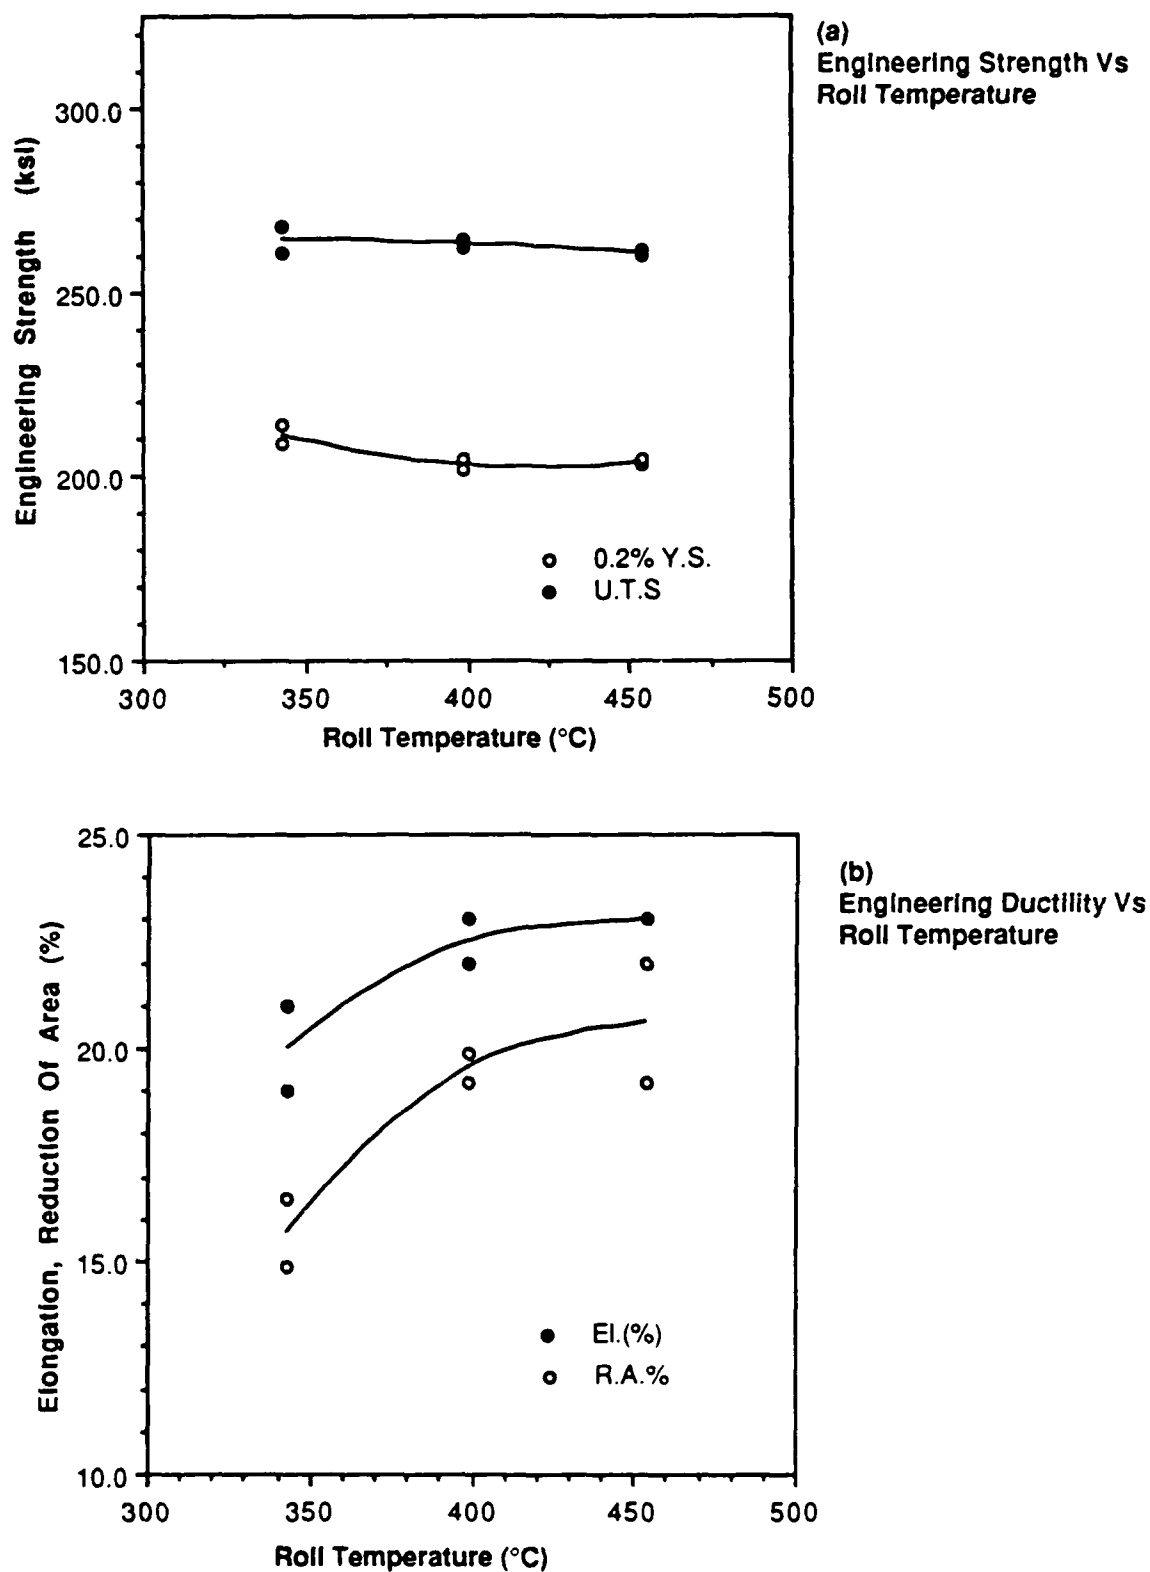 (a)
Engineering Strength Vs
Roll Temperature
Engineering Strength (ksi)
300.0
250.0
200.0
150.0
0.2% Y.S.
U.T.S
300 350 400 450 500
Roll Temperature (°C)
(b)
Engineering Ductility Vs
Roll Temperature
Elongation, Reduction Of Area (%)
25.0
20.0
15.0
10.0
El.(%)
R.A.%
300 350 400 450 500
Roll Temperature (°C)